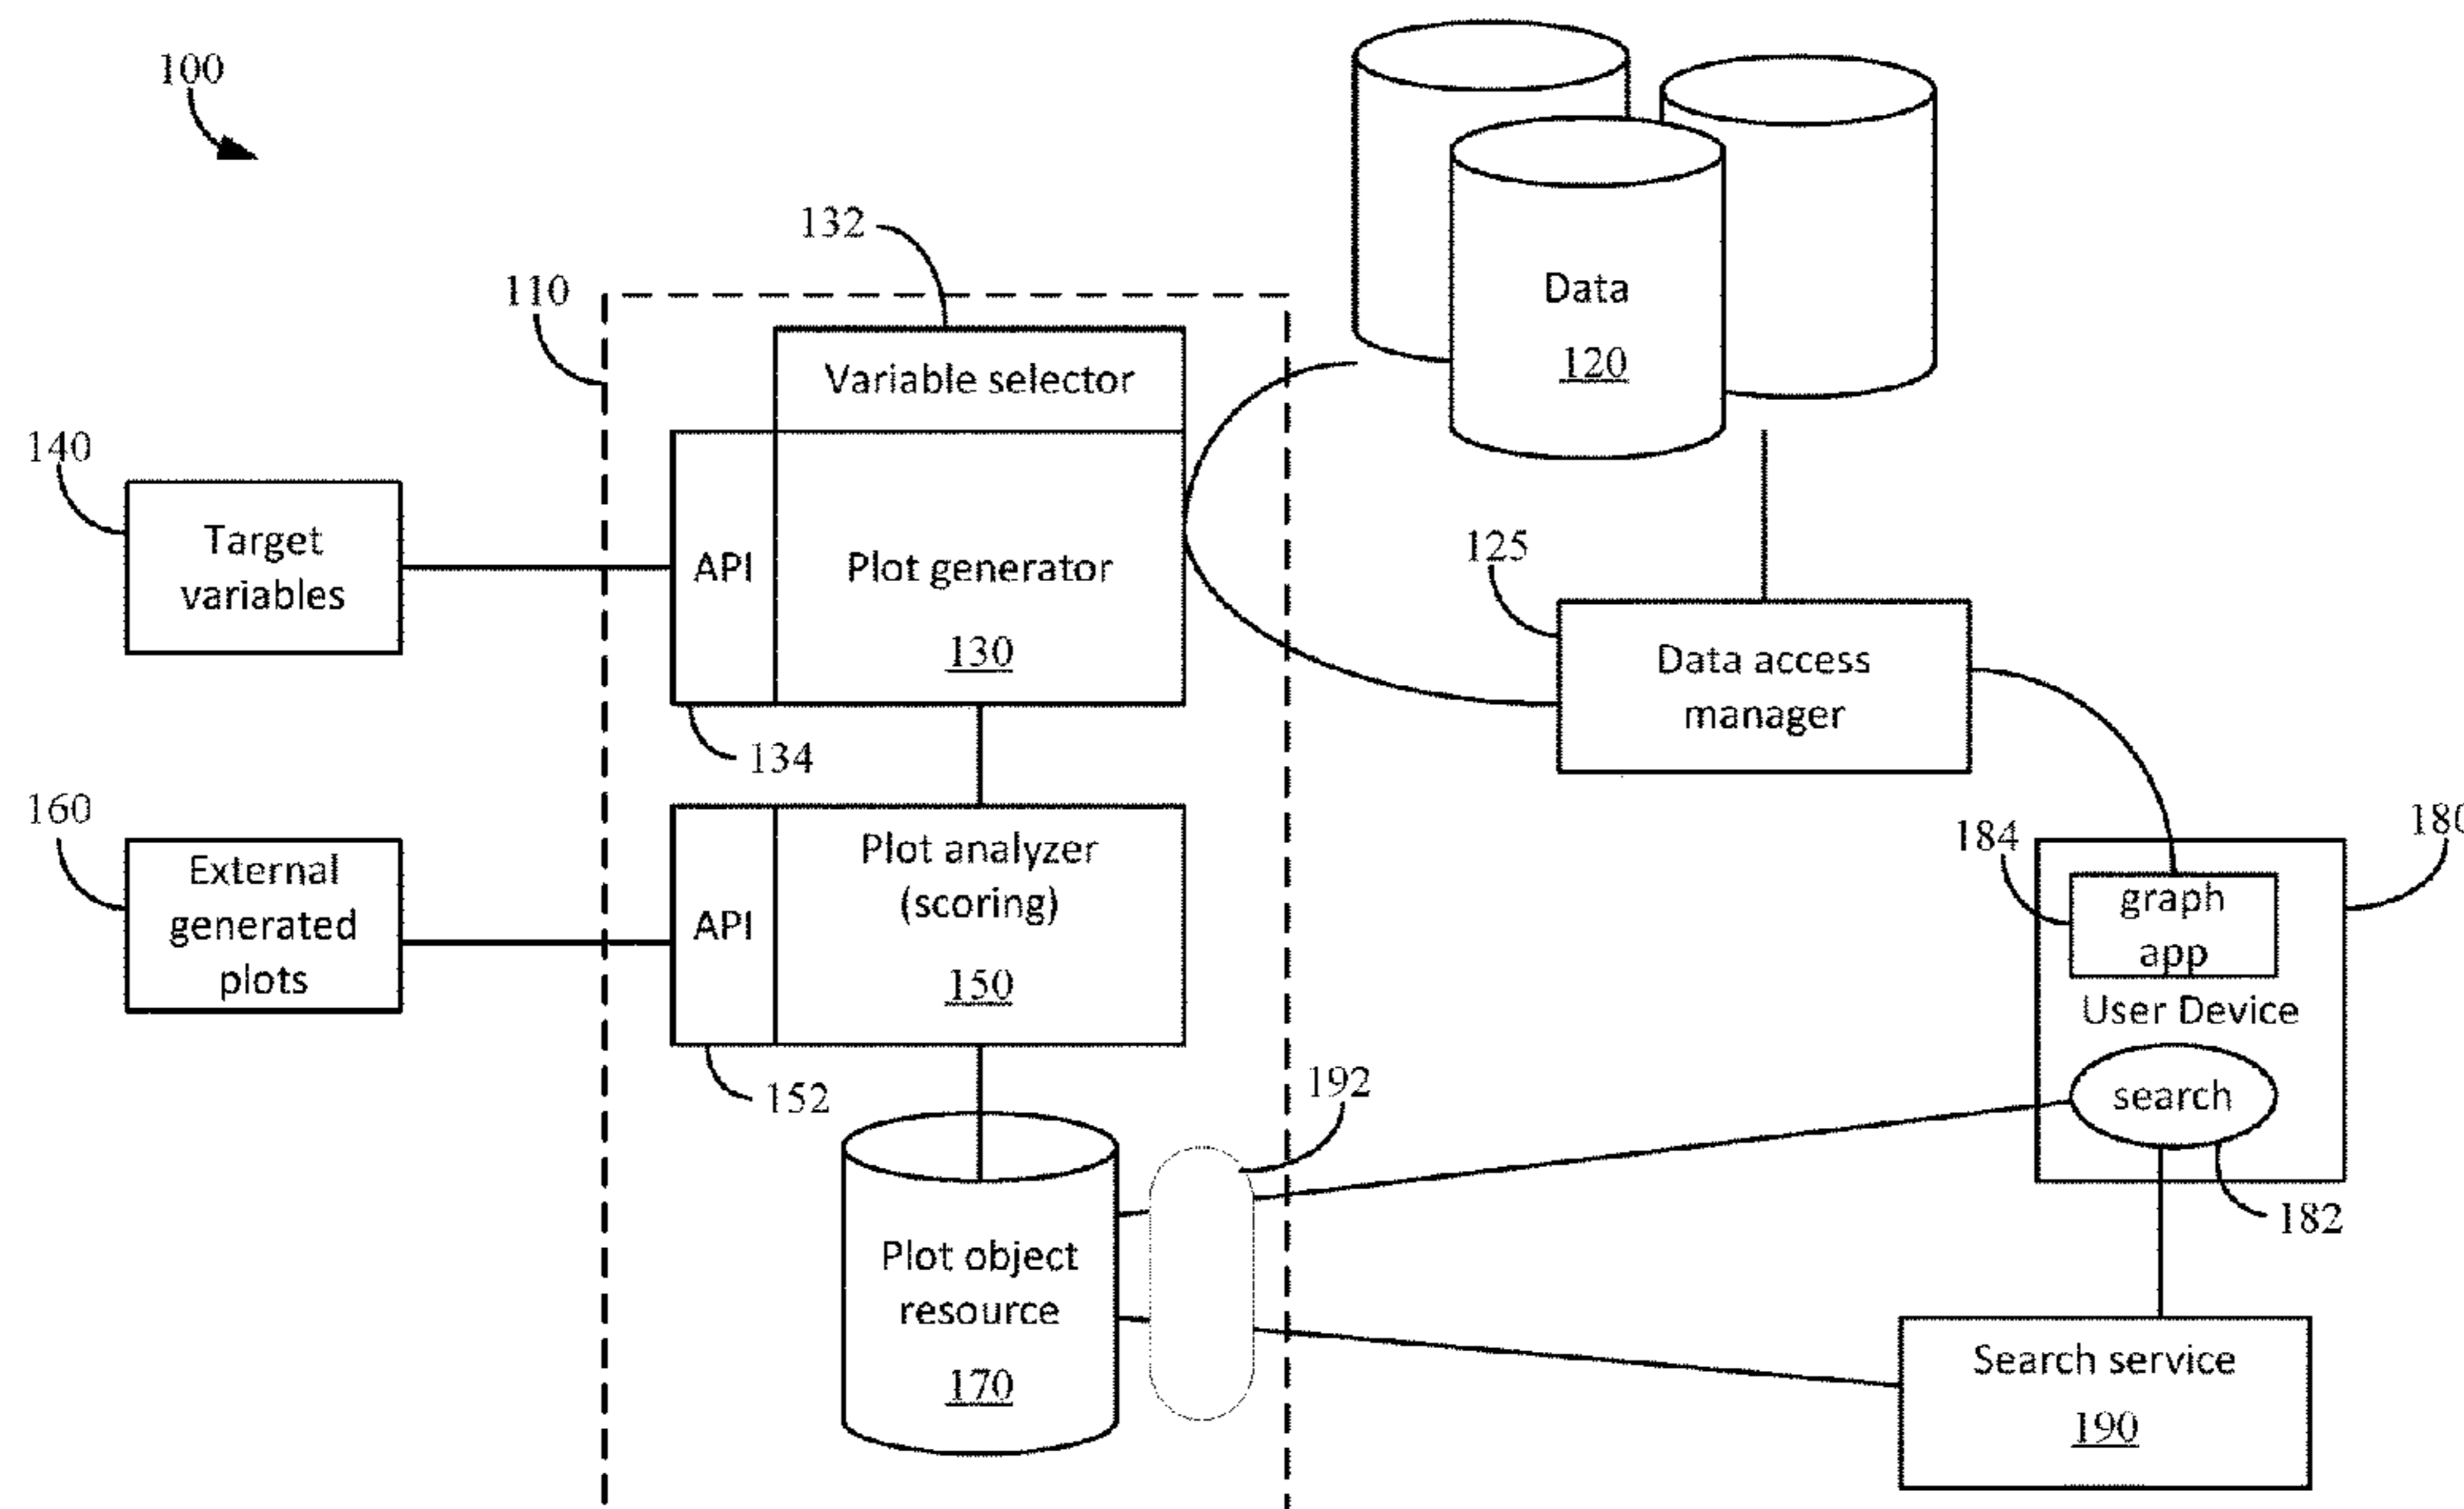 100
132
110
Data
120
Variable selector
140
Target
variables
API
Plot generator
130
134
125
Data access
manager
160
External
generated
plots
API
Plot analyzer
(scoring)
150
152
184
180
graph
app
User Device
search
182
192
Plot object
resource
170
Search service
190